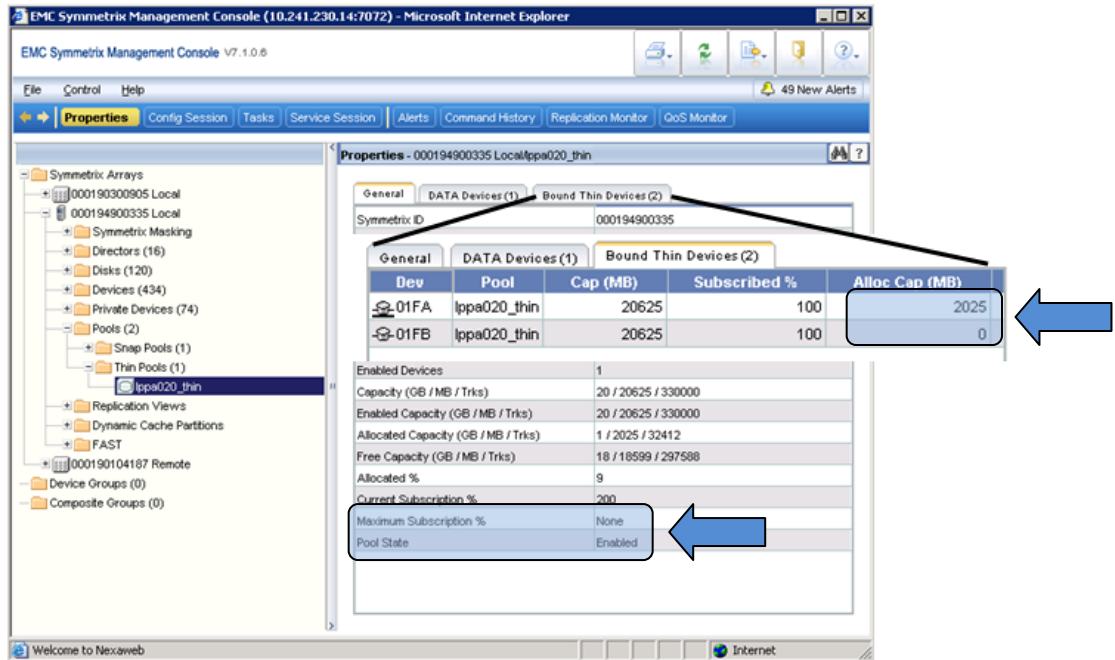 EMC Symmetrix Management Console (10.241.230.14:7072) - Microsoft Internet Explorer
EMC Symmetrix Management Console V7.1.0.6
File Control Help
49 New Alerts
Properties Config Session Tasks Service Session Alerts Command History Replication Monitor QoS Monitor
Symmetrix Arrays
000190300905 Local
000194900335 Local
Symmetrix Masking
Directors (16)
Disks (120)
Devices (434)
Private Devices (74)
Pools (2)
Snap Pools (1)
Thin Pools (1)
lppa020_thin
Replication Views
Dynamic Cache Partitions
FAST
000190104187 Remote
Device Groups (0)
Composite Groups (0)
Properties - 000194900335 Local/lppa020_thin ?
General DATA Devices (1) Bound Thin Devices (2)
Symmetrix ID 000194900335
General DATA Devices (1) Bound Thin Devices (2)
Dev Pool Cap (MB) Subscribed % Alloc Cap (MB)
01FA lppa020_thin 20625 100 2025
01FB lppa020_thin 20625 100 0
Enabled Devices 1
Capacity (GB / MB / Trks) 20 / 20625 / 330000
Enabled Capacity (GB / MB / Trks) 20 / 20625 / 330000
Allocated Capacity (GB / MB / Trks) 1 / 2025 / 32412
Free Capacity (GB / MB / Trks) 18 / 18599 / 297588
Allocated % 9
Current Subscription % 200
Maximum Subscription % None
Pool State Enabled
Welcome to Nexaweb
Internet